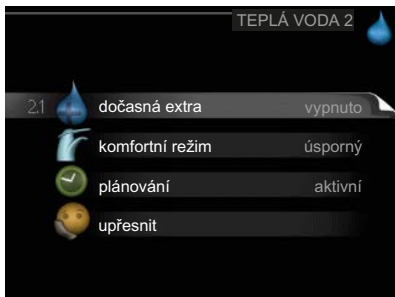 TEPLÁ VODA 2
2.1 dočasná extra vypnuto
komfortní režim úsporný
plánování aktivní
upřesnit